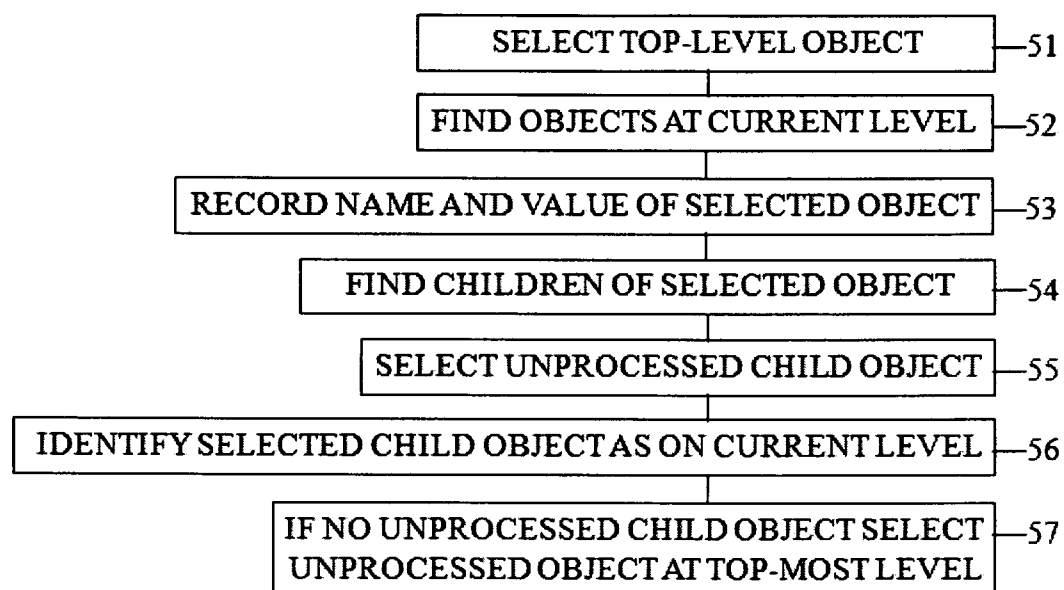 SELECT TOP-LEVEL OBJECT 51
FIND OBJECTS AT CURRENT LEVEL 52
RECORD NAME AND VALUE OF SELECTED OBJECT 53
FIND CHILDREN OF SELECTED OBJECT 54
SELECT UNPROCESSED CHILD OBJECT 55
IDENTIFY SELECTED CHILD OBJECT AS ON CURRENT LEVEL 56
IF NO UNPROCESSED CHILD OBJECT SELECT 57
UNPROCESSED OBJECT AT TOP-MOST LEVEL